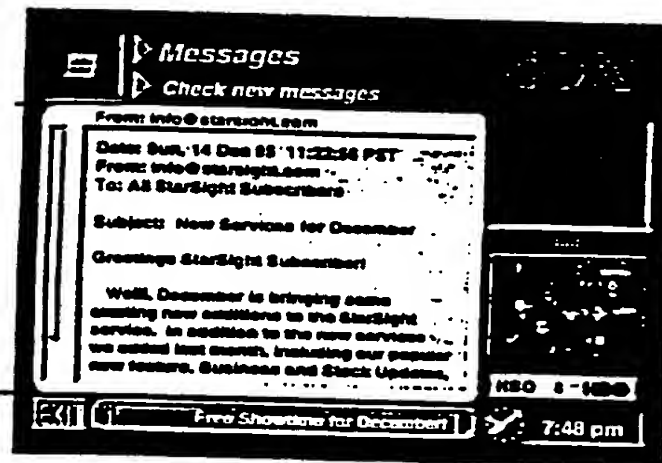 Messages
Check new messages
From: info@starsight.com
Date: Sun, 14 Dec 95 11:22:56 PST
From: info@starsight.com
To: All StarSight Subscribers
Subject: New Services for December
Greetings StarSight Subscriber!
Well, December is bringing some
exciting new additions to the StarSight
service. In addition to the new services
we added last month, including our popular
new feature, Business and Stock Updates,
HBO 8 HBO
Free Showtime for December!
7:48 pm